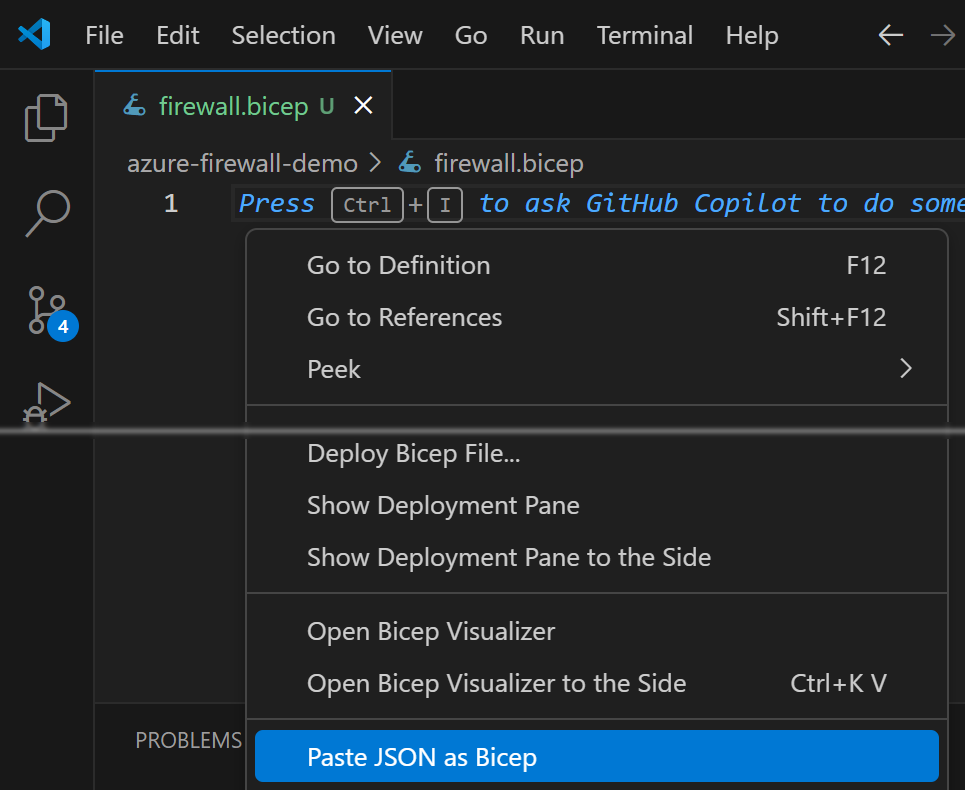 File Edit Selection View Go Run Terminal Help
firewall.bicep U
azure-firewall-demo > firewall.bicep
1 Press Ctrl+I to ask GitHub Copilot to do some
Go to Definition F12
Go to References Shift+F12
4
Peek
Deploy Bicep File...
Show Deployment Pane
Show Deployment Pane to the Side
Open Bicep Visualizer
Open Bicep Visualizer to the Side Ctrl+K V
PROBLEMS
Paste JSON as Bicep